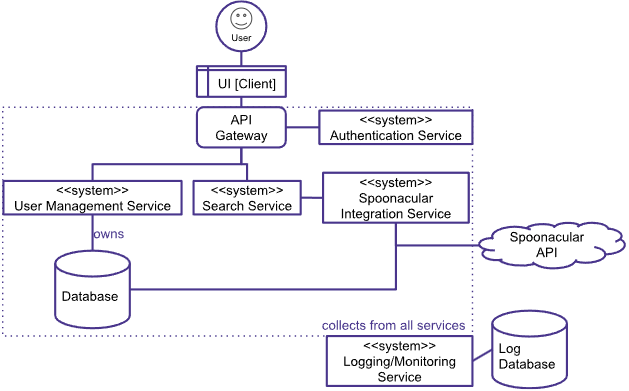 User
UI [Client]
API
Gateway
<<system>>
Authentication Service
<<system>>
User Management Service
<<system>>
Search Service
<<system>>
Spoonacular
Integration Service
owns
Spoonacular
API
Database
collects from all services
<<system>>
Logging/Monitoring
Service
Log
Database